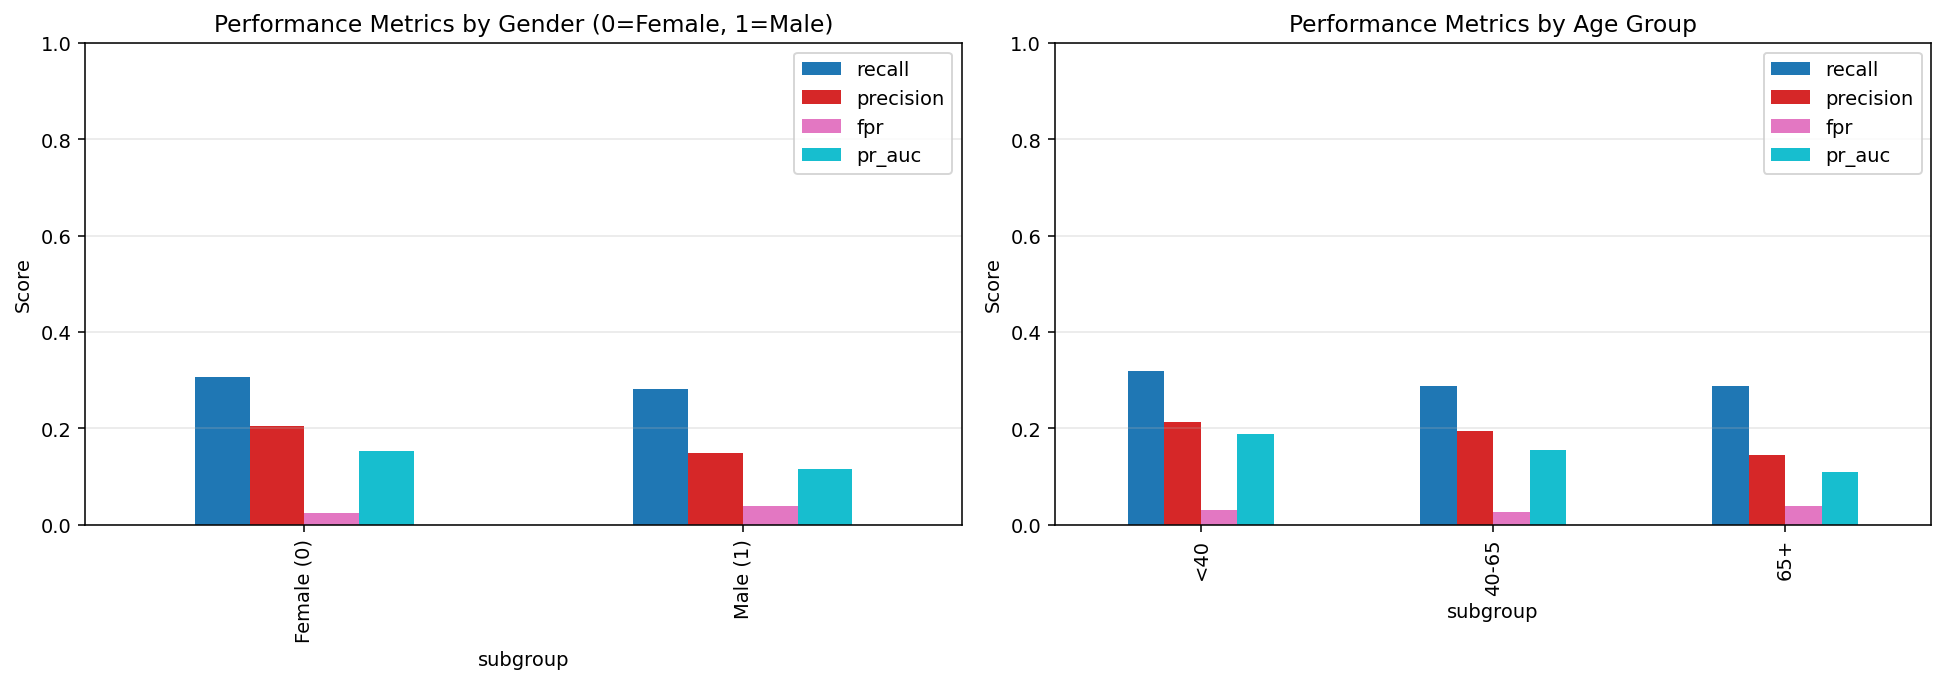 Performance Metrics by Gender (0=Female, 1=Male)
1.0
0.8
0.6
0.4
0.2
0.0
Score
recall
precision
fpr
pr_auc
Female (0)
Male (1)
subgroup
Performance Metrics by Age Group
1.0
0.8
0.6
0.4
0.2
0.0
Score
recall
precision
fpr
pr_auc
<40
40-65
65+
subgroup